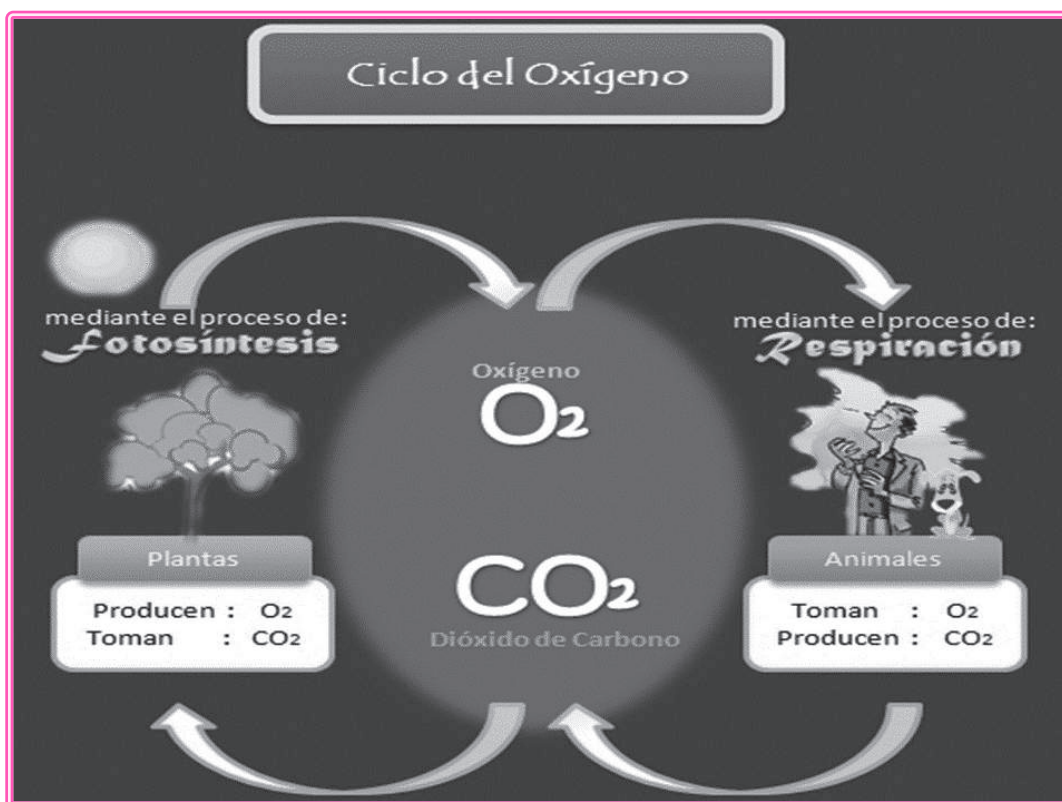 Ciclo del Oxígeno
mediante el proceso de:
Fotosíntesis
mediante el proceso de:
Respiración
Oxígeno
O2
CO2
Dióxido de Carbono
Plantas
Producen : O2
Toman : CO2
Animales
Toman : O2
Producen : CO2